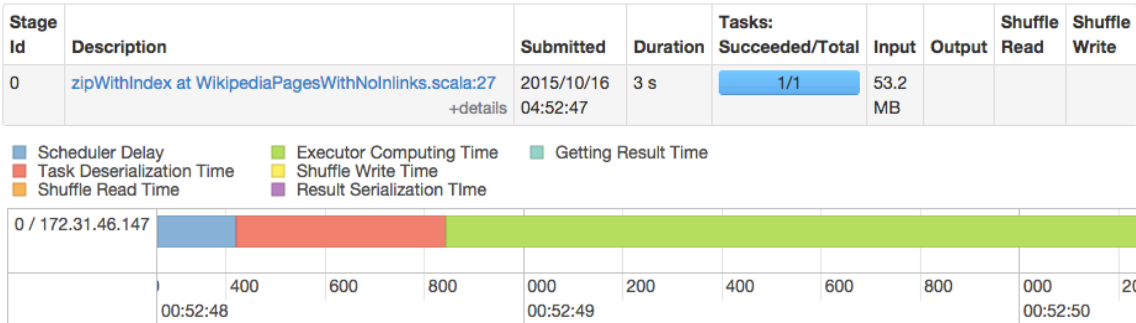 Stage Id Description Submitted Duration Tasks: Succeeded/Total Input Output Shuffle Read Shuffle Write
0 zipWithIndex at WikipediaPagesWithNoInlinks.scala:27 +details 2015/10/16 04:52:47 3 s 1/1 53.2 MB
Scheduler Delay Executor Computing Time Getting Result Time
Task Deserialization Time Shuffle Write Time
Shuffle Read Time Result Serialization TIme
0 / 172.31.46.147
400 600 800 000 200 400 600 800 000
00:52:48 00:52:49 00:52:50